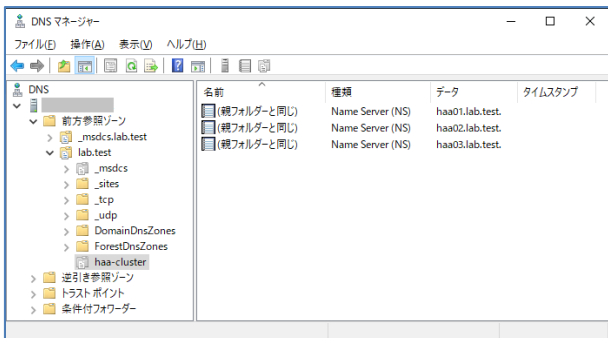 DNS マネージャー
ファイル(F) 操作(A) 表示(V) ヘルプ(H)
DNS
前方参照ゾーン
_msdcs.lab.test
lab.test
_msdcs
_sites
_tcp
_udp
DomainDnsZones
ForestDnsZones
haa-cluster
逆引き参照ゾーン
トラスト ポイント
条件付フォワーダー
名前 種類 データ タイムスタンプ
(親フォルダーと同じ) Name Server (NS) haa01.lab.test.
(親フォルダーと同じ) Name Server (NS) haa02.lab.test.
(親フォルダーと同じ) Name Server (NS) haa03.lab.test.